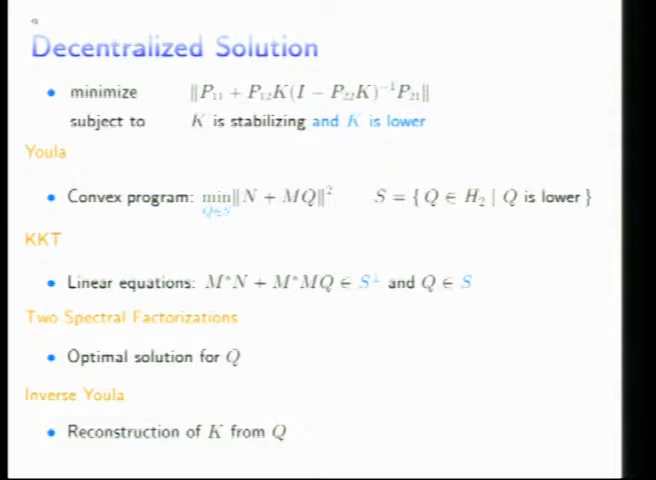 Decentralized Solution
• minimize ‖P₁₁ + P₁₂K(I − P₂₂K)⁻¹P₂₁‖
subject to K is stabilizing and K is lower
Youla
• Convex program: min‖N + MQ‖² S = { Q ∈ H₂ | Q is lower }
Q∈S
KKT
• Linear equations: M*N + M*MQ ∈ S⊥ and Q ∈ S
Two Spectral Factorizations
• Optimal solution for Q
Inverse Youla
• Reconstruction of K from Q